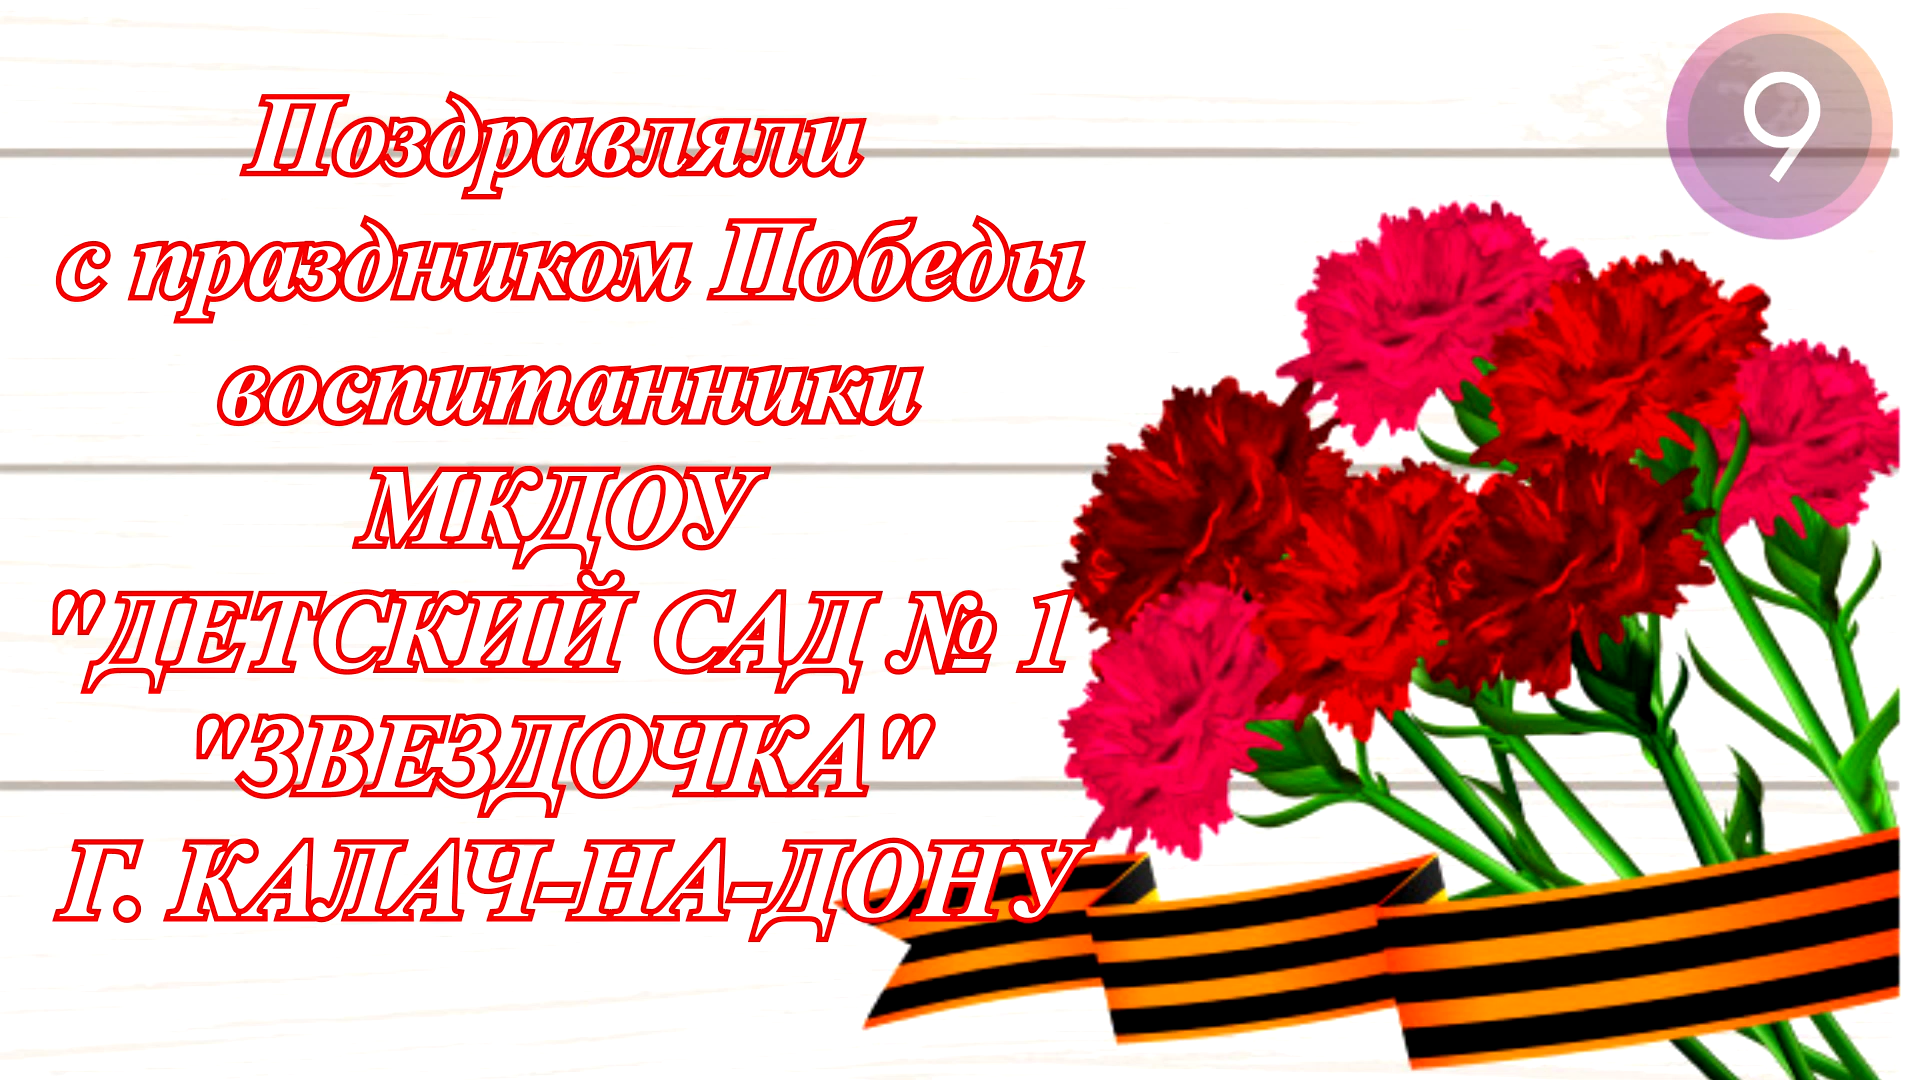 Поздравляли
с праздником Победы
воспитанники
МКДОУ
"ДЕТСКИЙ САД № 1
"ЗВЕЗДОЧКА"
Г. КАЛАЧ-НА-ДОНУ
9